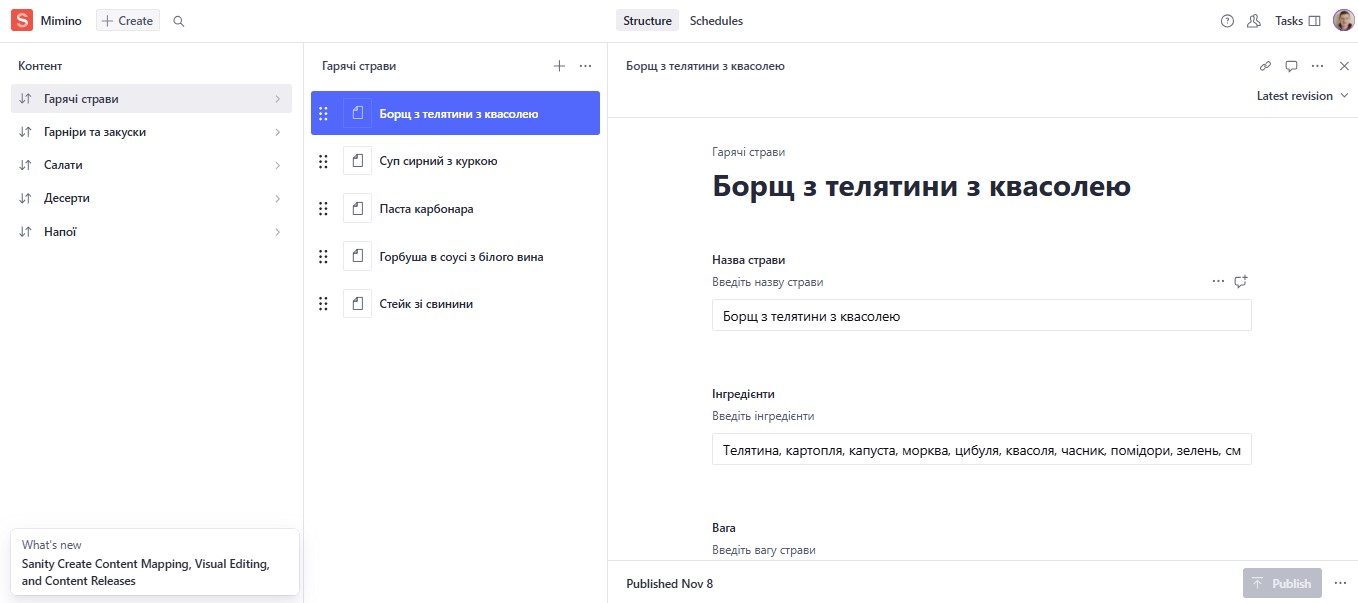 S Mimino
Create
Structure
Schedules
Tasks
Контент
Гарячі страви
Гарніри та закуски
Салати
Десерти
Напої
What's new
Sanity Create Content Mapping, Visual Editing,
and Content Releases
Гарячі страви
Борщ з телятини з квасолею
Суп сирний з куркою
Паста карбонара
Горбуша в соусі з білого вина
Стейк зі свинини
Борщ з телятини з квасолею
Latest revision
Гарячі страви
Борщ з телятини з квасолею
Назва страви
Введіть назву страви
Борщ з телятини з квасолею
Інгредієнти
Введіть інгредієнти
Телятина, картопля, капуста, морква, цибуля, квасоля, часник, помідори, зелень, см
Вага
Введіть вагу страви
Published Nov 8
Publish